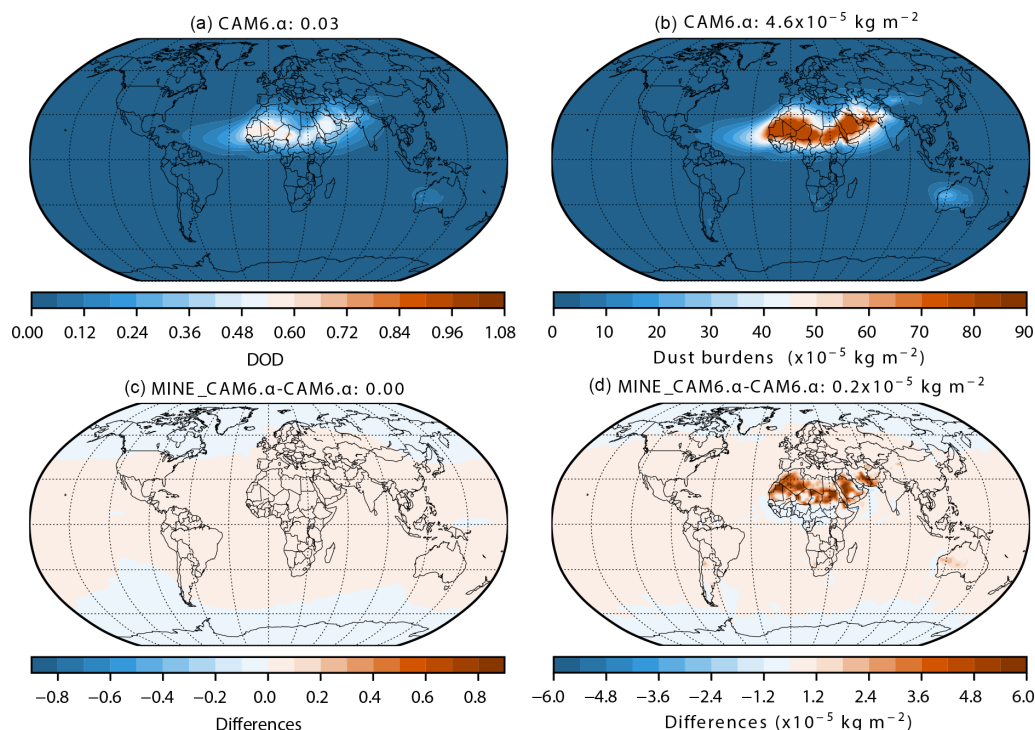 (a) CAM6.α: 0.03
(b) CAM6.α: 4.6x10⁻⁵ kg m⁻²
0.00 0.12 0.24 0.36 0.48 0.60 0.72 0.84 0.96 1.08
DOD
0 10 20 30 40 50 60 70 80 90
Dust burdens (x10⁻⁵ kg m⁻²)
(c) MINE_CAM6.α-CAM6.α: 0.00
(d) MINE_CAM6.α-CAM6.α: 0.2x10⁻⁵ kg m⁻²
−0.8 −0.6 −0.4 −0.2 0.0 0.2 0.4 0.6 0.8
Differences
−6.0 −4.8 −3.6 −2.4 −1.2 0.0 1.2 2.4 3.6 4.8 6.0
Differences (x10⁻⁵ kg m⁻²)